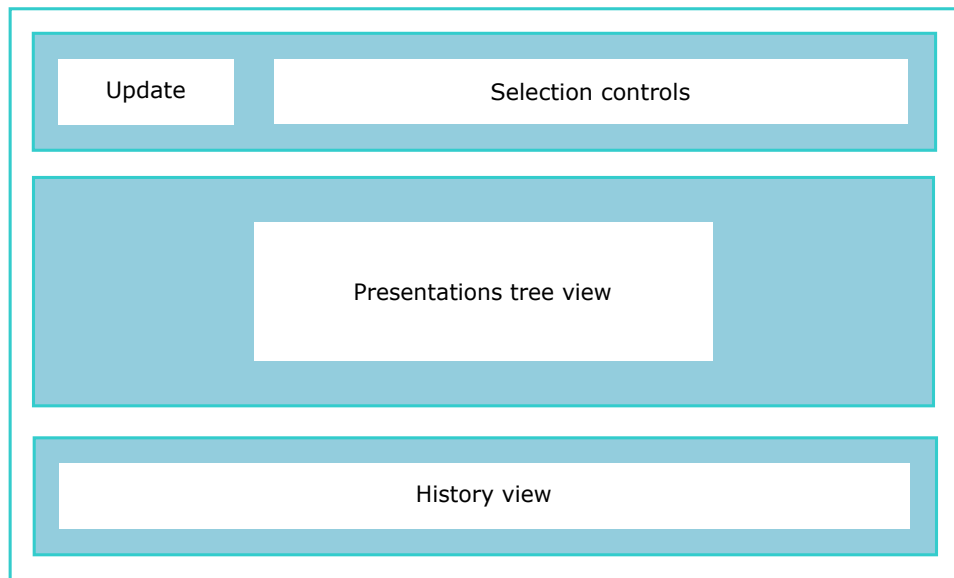 Update
Selection controls
Presentations tree view
History view